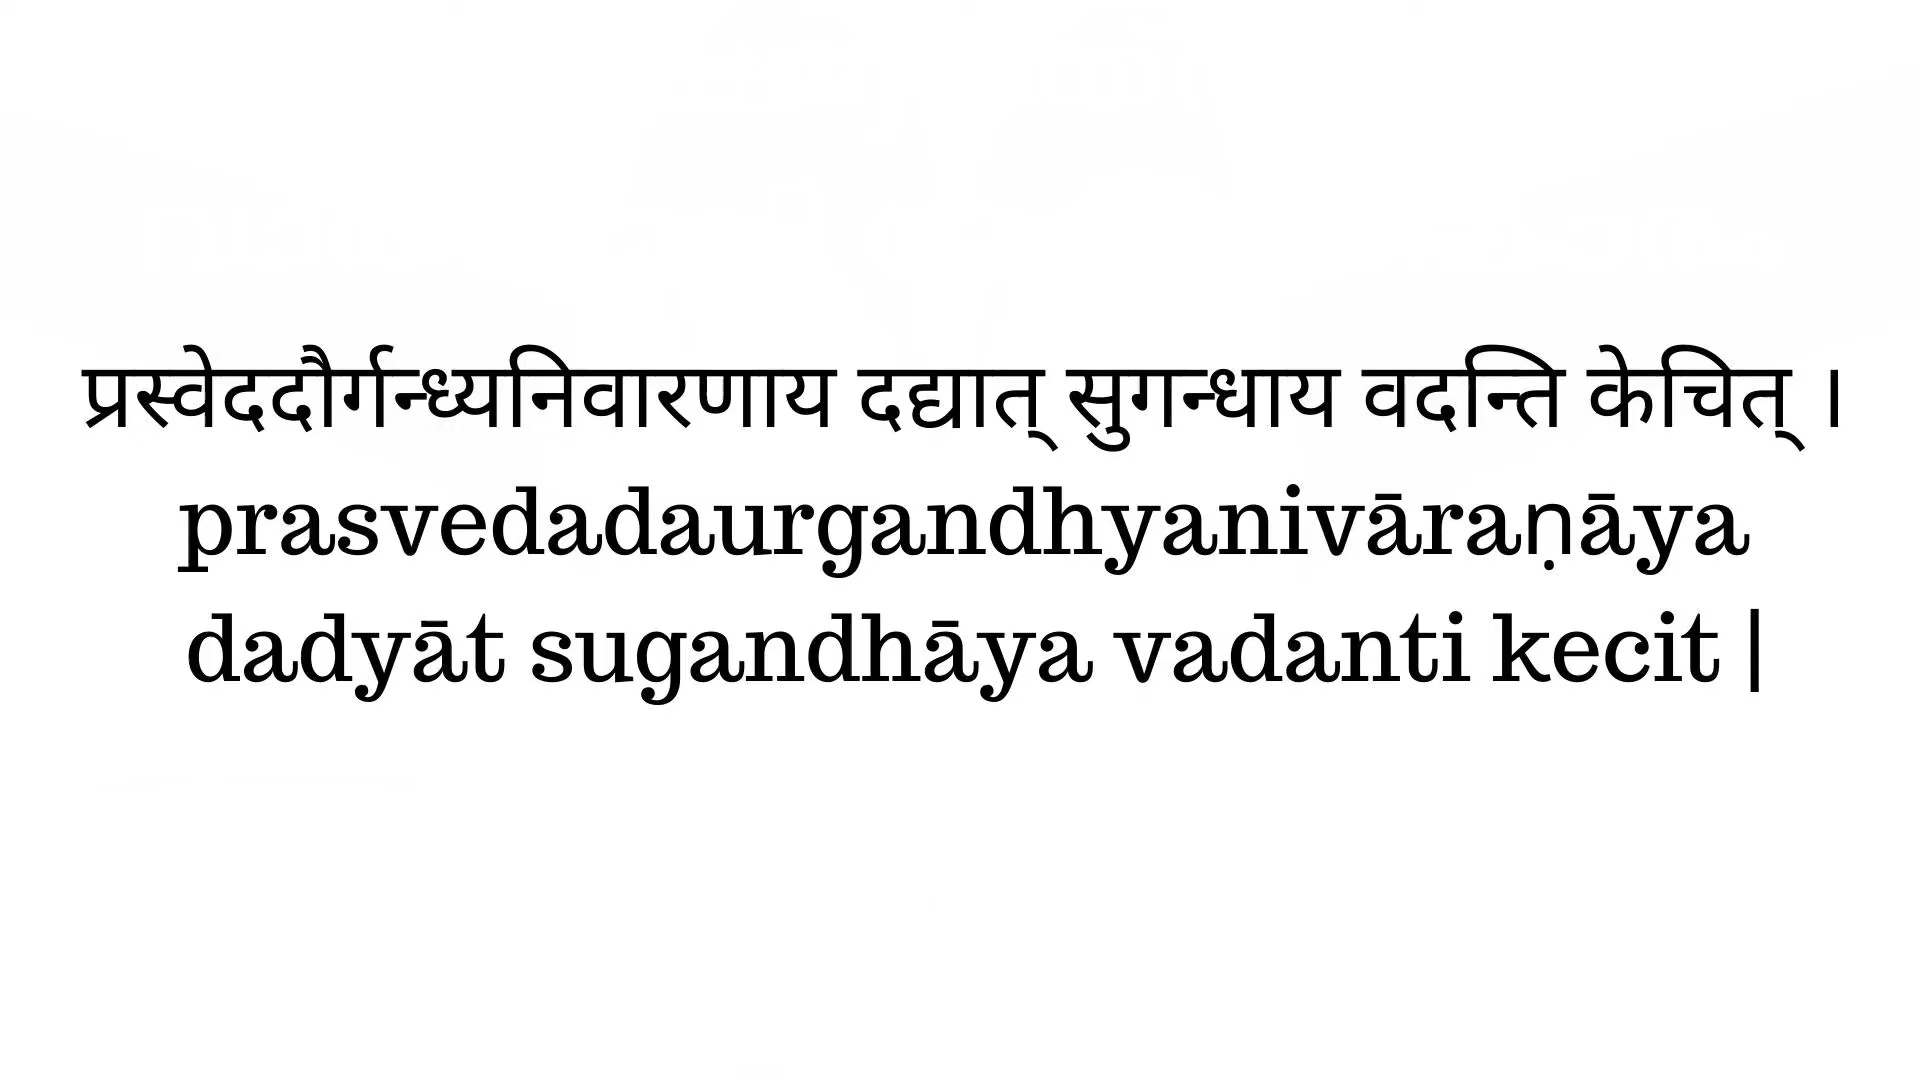 प्रस्वेददौर्गन्ध्यनिवारणाय दद्यात् सुगन्धाय वदन्ति केचित् ।
prasvedadaurgandhyanivāraṇāya
dadyāt sugandhāya vadanti kecit |